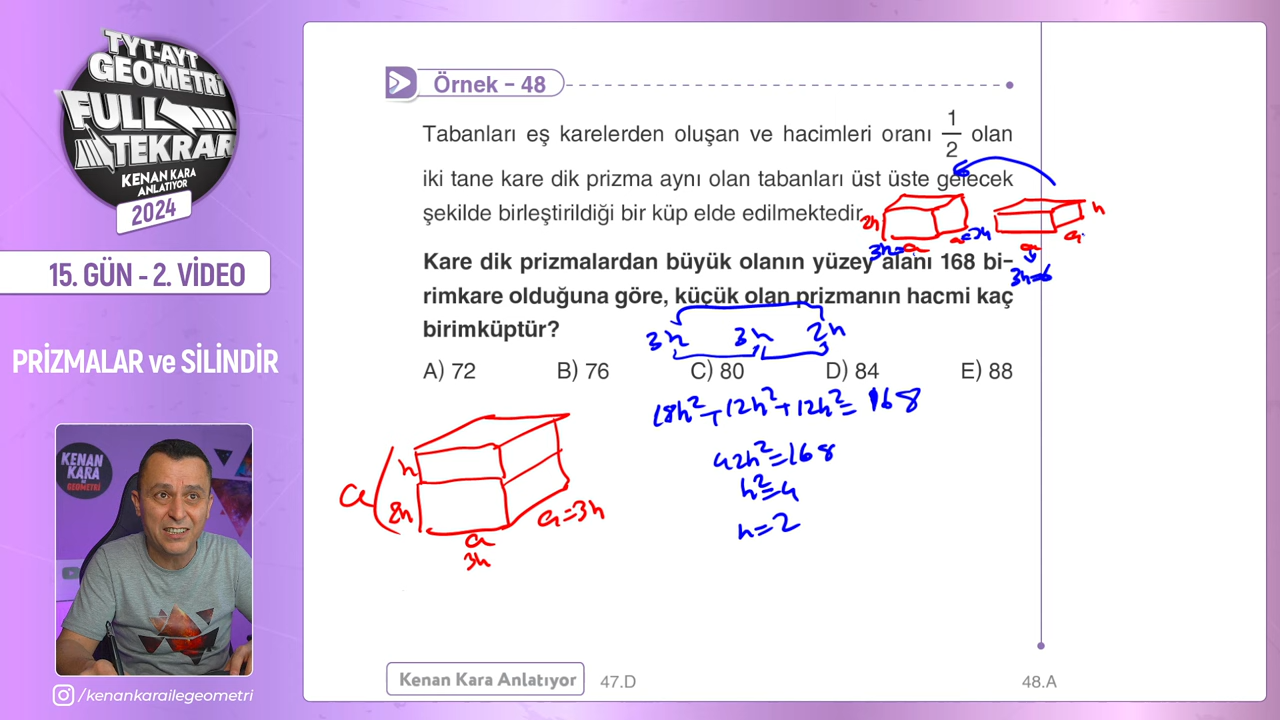 TYT-AYT
GEOMETRİ
FULL
TEKRAR
KENAN KARA
ANLATIYOR
2024
15. GÜN - 2. VİDEO
PRİZMALAR ve SİLİNDİR
KENAN
KARA
GEOMETRİ
/kenankarailegeometri
Örnek – 48
Tabanları eş karelerden oluşan ve hacimleri oranı 1/2 olan
iki tane kare dik prizma aynı olan tabanları üst üste gelecek
şekilde birleştirildiği bir küp elde edilmektedir.
2h
3h=a
a=3h
h
a
a
3h=6
Kare dik prizmalardan büyük olanın yüzey alanı 168 bi-
rimkare olduğuna göre, küçük olan prizmanın hacmi kaç
birimküptür?
3h 3h 2h
A) 72 B) 76 C) 80 D) 84 E) 88
18h²+12h²+12h²=168
42h²=168
h²=4
h=2
a
h
2h
a
3h
a=3h
Kenan Kara Anlatıyor
47.D
48.A